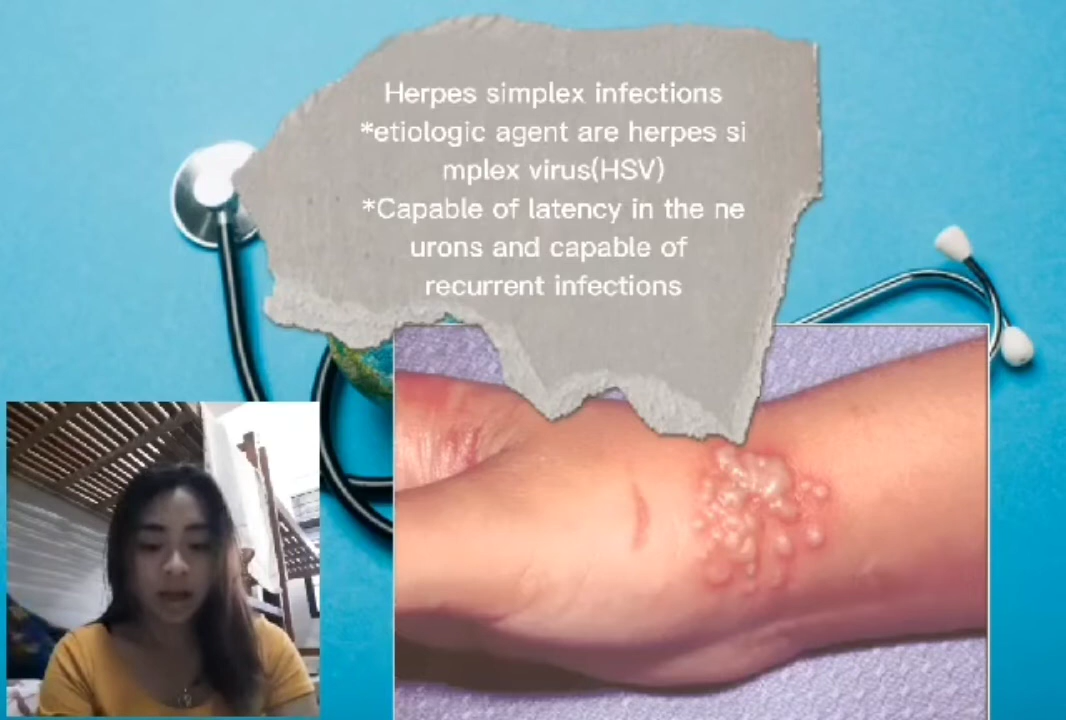 Herpes simplex infections
*etiologic agent are herpes si
mplex virus(HSV)
*Capable of latency in the ne
urons and capable of
recurrent infections